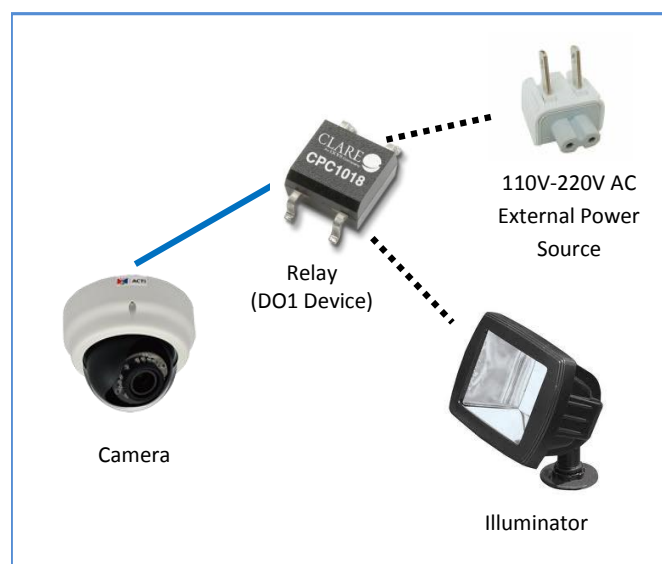 CLARE
CPC1018
110V-220V AC
External Power
Source
Relay
(DO1 Device)
ACTi
Camera
Illuminator